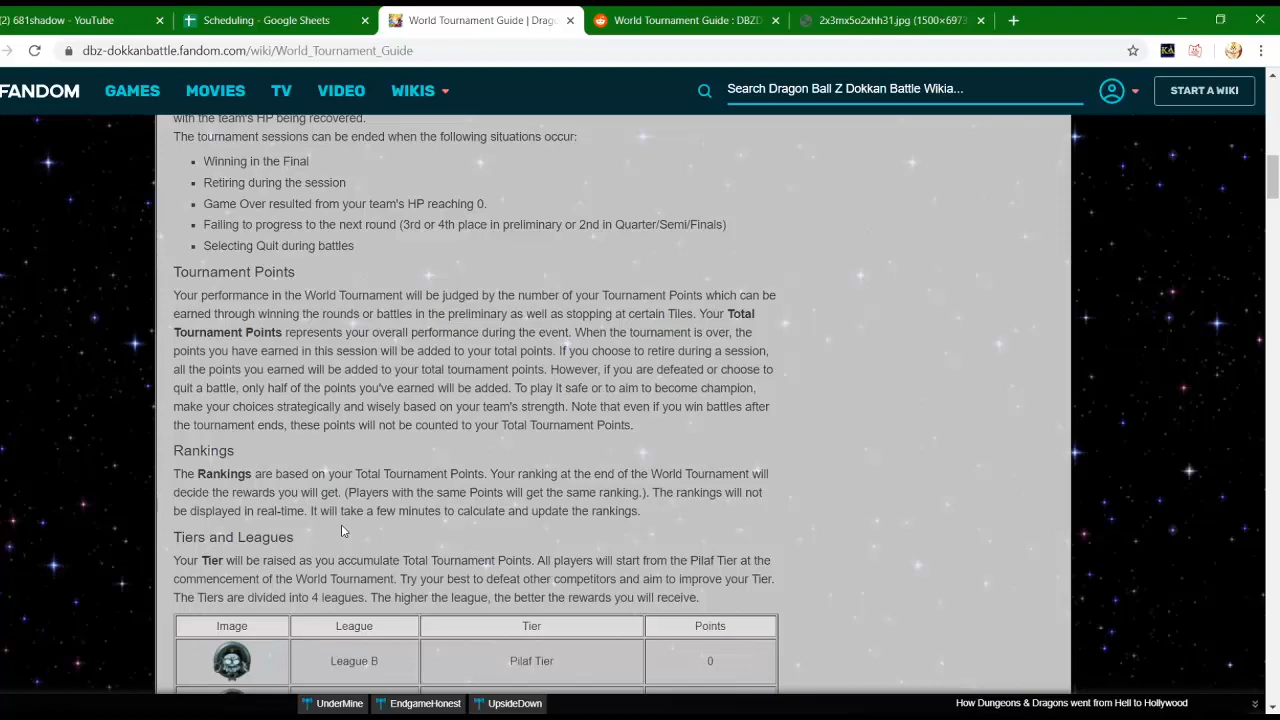 (2) 681shadow - YouTube
Scheduling - Google Sheets
World Tournament Guide | Drago
World Tournament Guide : DBZD
2x3mx5o2xhh31.jpg (1500×6973
dbz-dokkanbattle.fandom.com/wiki/World_Tournament_Guide
FANDOM GAMES MOVIES TV VIDEO WIKIS Search Dragon Ball Z Dokkan Battle Wikia... START A WIKI
with the team's HP being recovered.
The tournament sessions can be ended when the following situations occur:
Winning in the Final
Retiring during the session
Game Over resulted from your team's HP reaching 0.
Failing to progress to the next round (3rd or 4th place in preliminary or 2nd in Quarter/Semi/Finals)
Selecting Quit during battles
Tournament Points
Your performance in the World Tournament will be judged by the number of your Tournament Points which can be
earned through winning the rounds or battles in the preliminary as well as stopping at certain Tiles. Your Total
Tournament Points represents your overall performance during the event. When the tournament is over, the
points you have earned in this session will be added to your total points. If you choose to retire during a session,
all the points you earned will be added to your total tournament points. However, if you are defeated or choose to
quit a battle, only half of the points you've earned will be added. To play it safe or to aim to become champion,
make your choices strategically and wisely based on your team's strength. Note that even if you win battles after
the tournament ends, these points will not be counted to your Total Tournament Points.
Rankings
The Rankings are based on your Total Tournament Points. Your ranking at the end of the World Tournament will
decide the rewards you will get. (Players with the same Points will get the same ranking.). The rankings will not
be displayed in real-time. It will take a few minutes to calculate and update the rankings.
Tiers and Leagues
Your Tier will be raised as you accumulate Total Tournament Points. All players will start from the Pilaf Tier at the
commencement of the World Tournament. Try your best to defeat other competitors and aim to improve your Tier.
The Tiers are divided into 4 leagues. The higher the league, the better the rewards you will receive.
Image League Tier Points
League B Pilaf Tier 0
UnderMine EndgameHonest UpsideDown How Dungeons & Dragons went from Hell to Hollywood